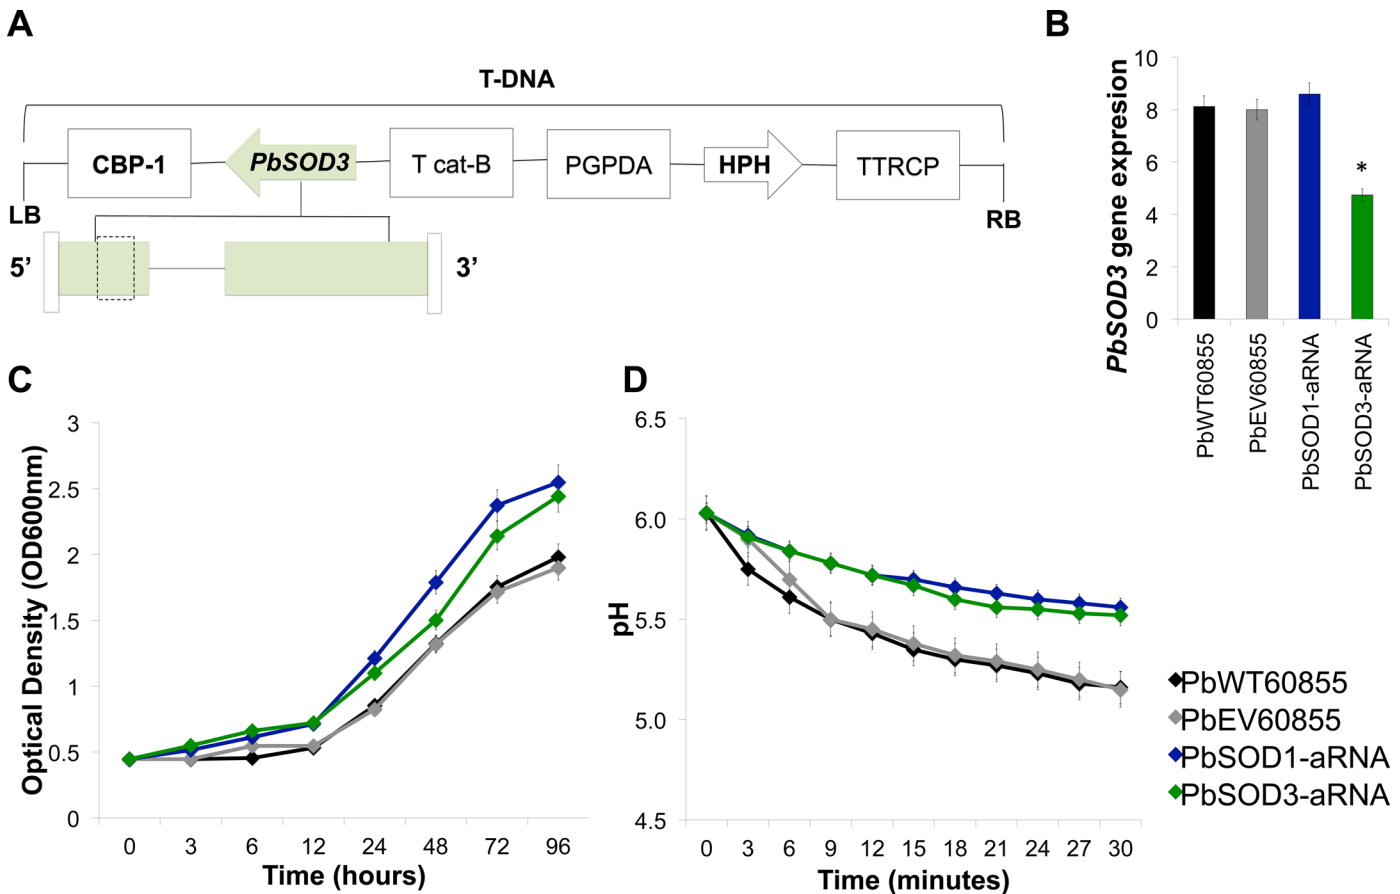 A
T-DNA
CBP-1
PbSOD3
T cat-B
PGPDA
HPH
TTRCP
LB
RB
5’
3’
B
PbSOD3 gene expresion
10
8
6
4
2
0
PbWT60855
PbEV60855
PbSOD1-aRNA
PbSOD3-aRNA
*
C
Optical Density (OD600nm)
3
2.5
2
1.5
1
0.5
0
0 3 6 12 24 48 72 96
Time (hours)
D
pH
6.5
6.0
5.5
5.0
4.5
0 3 6 9 12 15 18 21 24 27 30
Time (minutes)
PbWT60855
PbEV60855
PbSOD1-aRNA
PbSOD3-aRNA